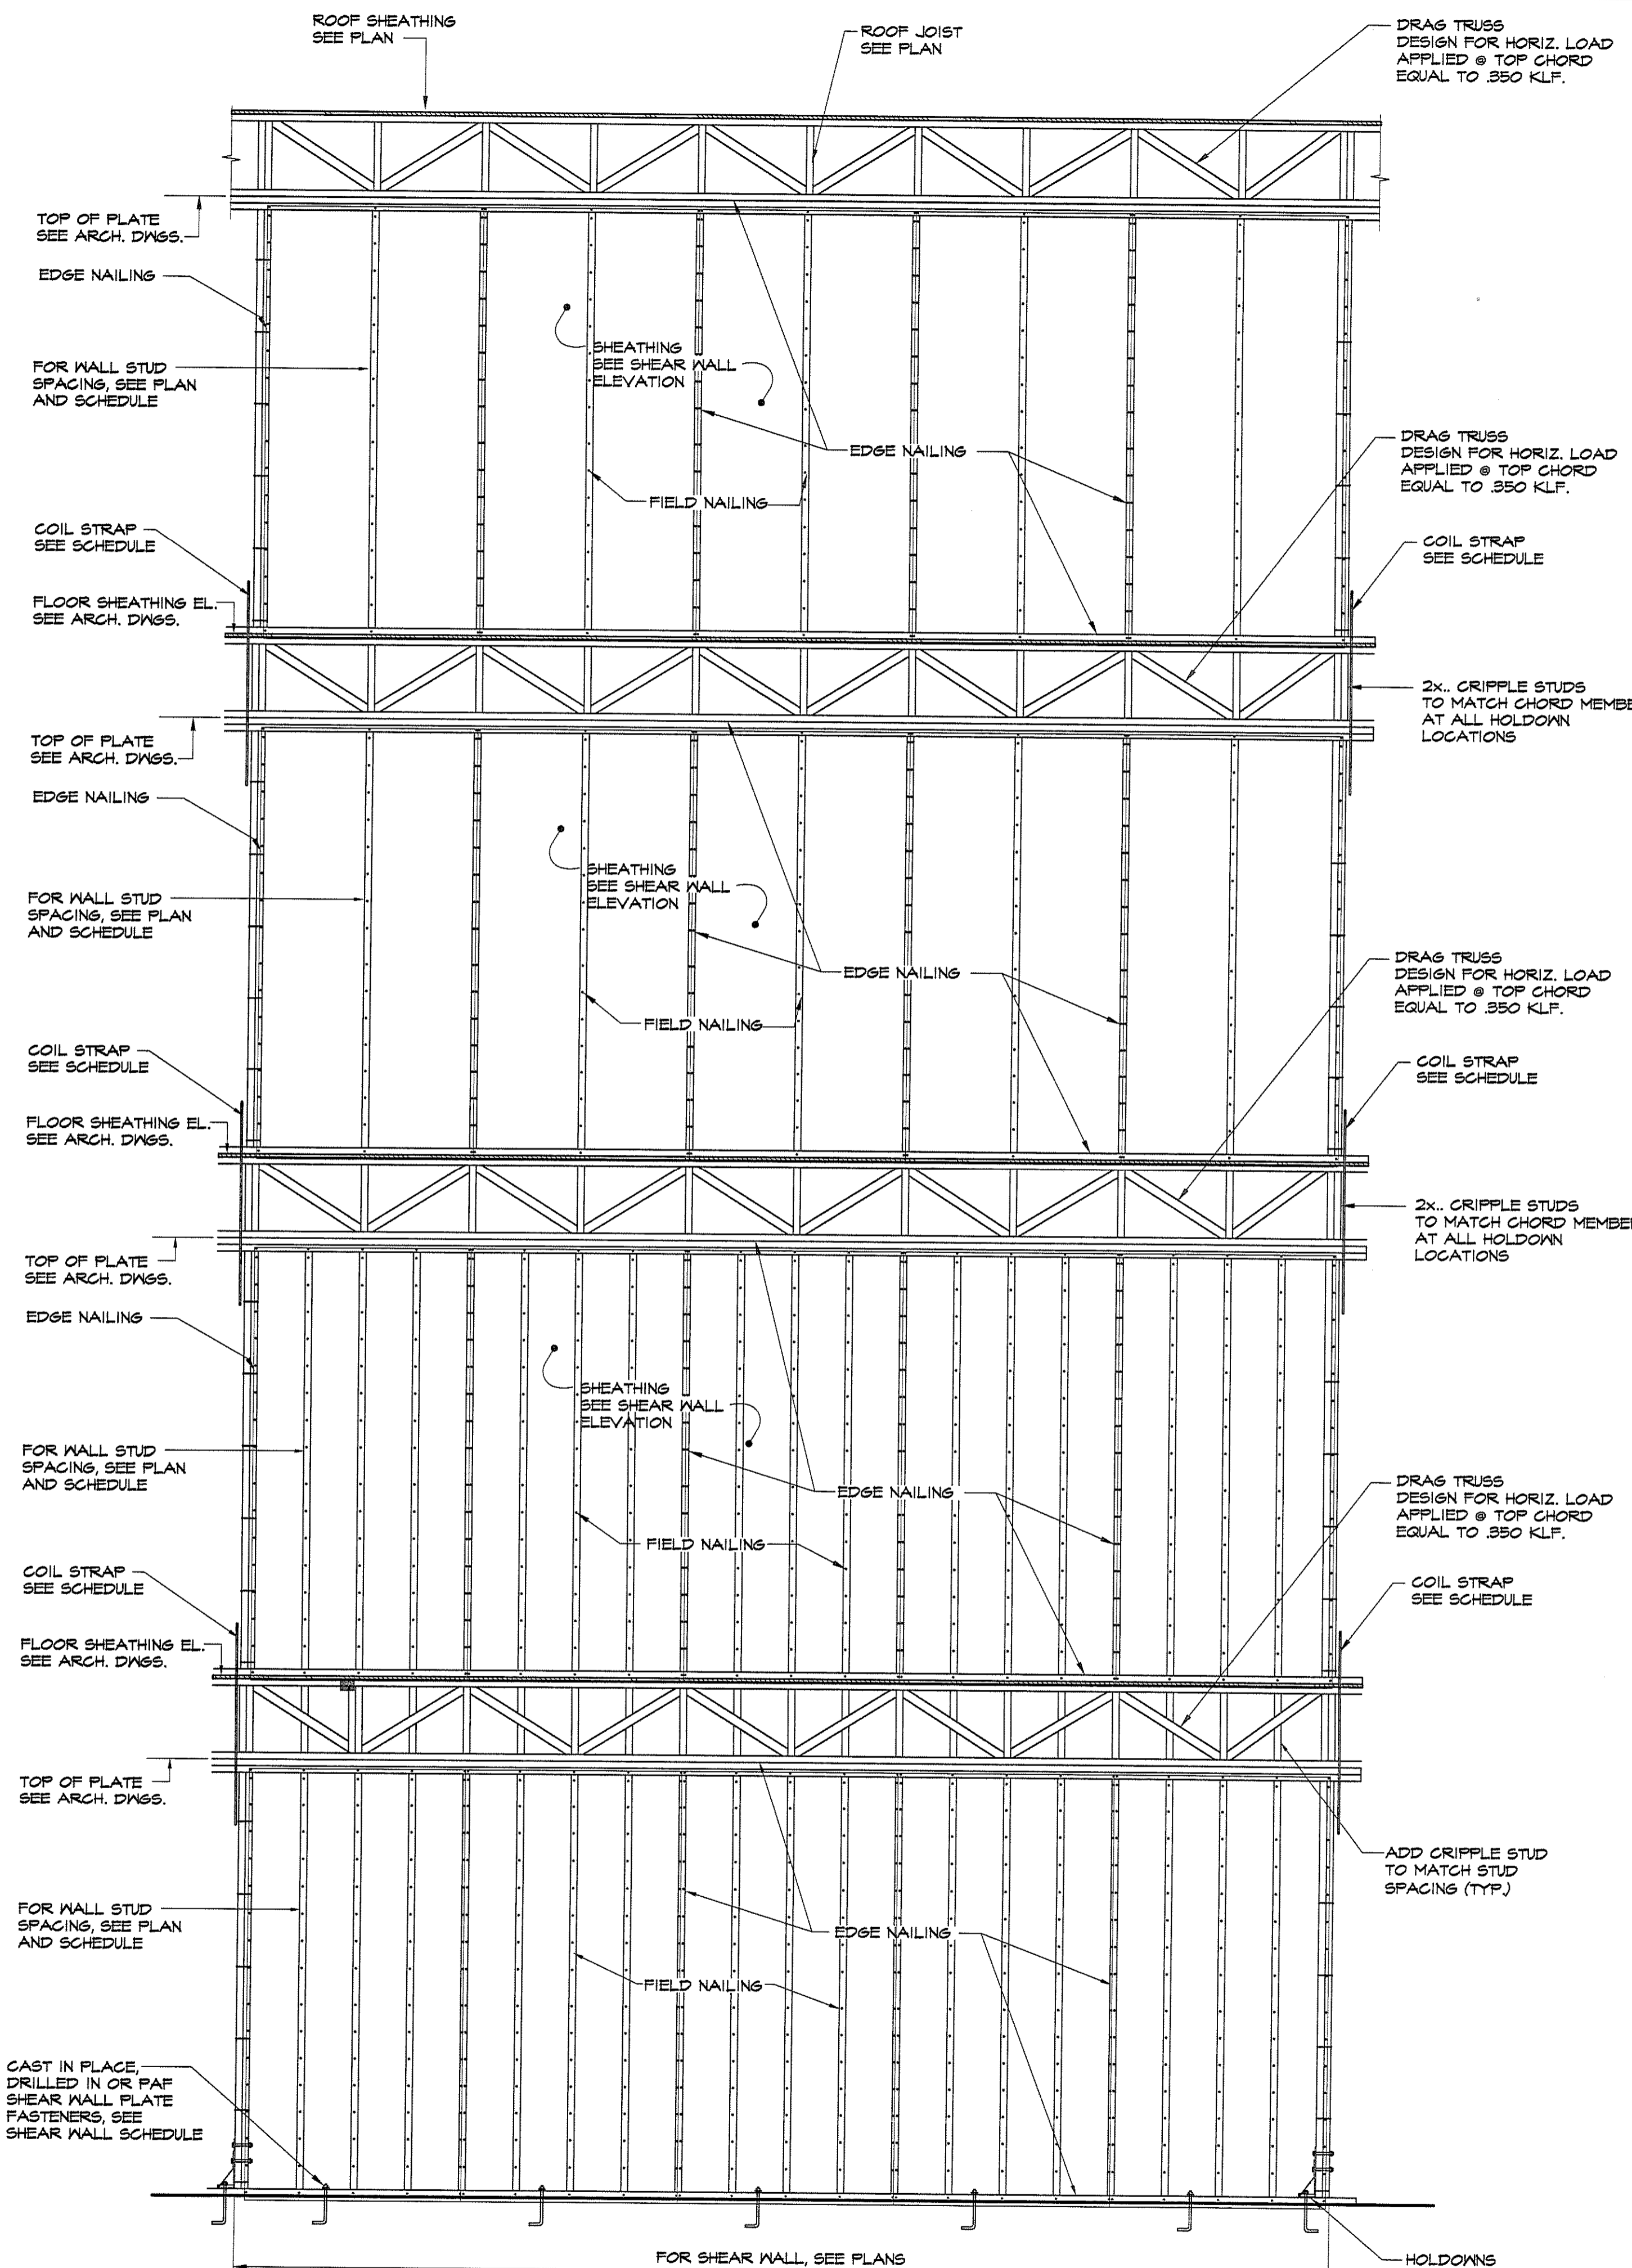 ROOF SHEATHING
SEE PLAN
ROOF JOIST
SEE PLAN
DRAG TRUSS
DESIGN FOR HORIZ. LOAD
APPLIED @ TOP CHORD
EQUAL TO .350 KLF.
TOP OF PLATE
SEE ARCH. DWGS.
EDGE NAILING
SHEATHING
SEE SHEAR WALL
ELEVATION
FOR WALL STUD
SPACING, SEE PLAN
AND SCHEDULE
EDGE NAILING
DRAG TRUSS
DESIGN FOR HORIZ. LOAD
APPLIED @ TOP CHORD
EQUAL TO .350 KLF.
FIELD NAILING
COIL STRAP
SEE SCHEDULE
COIL STRAP
SEE SCHEDULE
FLOOR SHEATHING EL.
SEE ARCH. DWGS.
2x.. CRIPPLE STUDS
TO MATCH CHORD MEMBE
AT ALL HOLDOWN
LOCATIONS
TOP OF PLATE
SEE ARCH. DWGS.
EDGE NAILING
SHEATHING
SEE SHEAR WALL
ELEVATION
FOR WALL STUD
SPACING, SEE PLAN
AND SCHEDULE
EDGE NAILING
DRAG TRUSS
DESIGN FOR HORIZ. LOAD
APPLIED @ TOP CHORD
EQUAL TO .350 KLF.
FIELD NAILING
COIL STRAP
SEE SCHEDULE
COIL STRAP
SEE SCHEDULE
FLOOR SHEATHING EL.
SEE ARCH. DWGS.
2x.. CRIPPLE STUDS
TO MATCH CHORD MEMBE
AT ALL HOLDOWN
LOCATIONS
TOP OF PLATE
SEE ARCH. DWGS.
EDGE NAILING
SHEATHING
SEE SHEAR WALL
ELEVATION
FOR WALL STUD
SPACING, SEE PLAN
AND SCHEDULE
EDGE NAILING
DRAG TRUSS
DESIGN FOR HORIZ. LOAD
APPLIED @ TOP CHORD
EQUAL TO .350 KLF.
FIELD NAILING
COIL STRAP
SEE SCHEDULE
COIL STRAP
SEE SCHEDULE
FLOOR SHEATHING EL.
SEE ARCH. DWGS.
TOP OF PLATE
SEE ARCH. DWGS.
ADD CRIPPLE STUD
TO MATCH STUD
SPACING (TYP.)
FOR WALL STUD
SPACING, SEE PLAN
AND SCHEDULE
EDGE NAILING
FIELD NAILING
CAST IN PLACE,
DRILLED IN OR PAF
SHEAR WALL PLATE
FASTENERS, SEE
SHEAR WALL SCHEDULE
FOR SHEAR WALL, SEE PLANS
HOLDOWNS